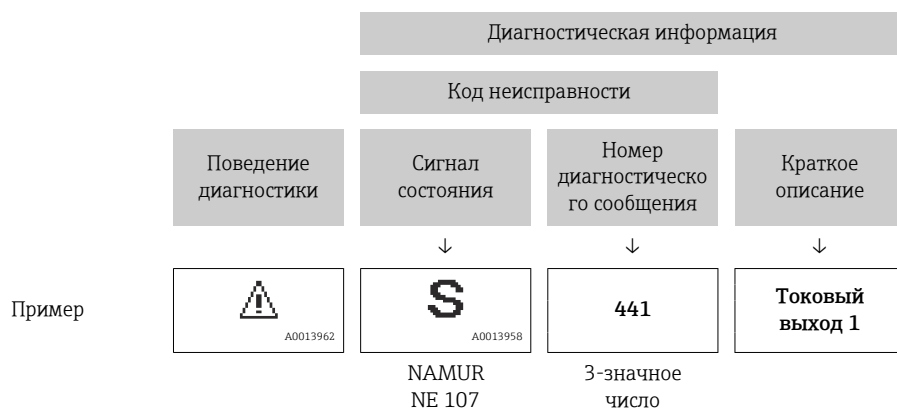 Диагностическая информация
Код неисправности
Поведение
диагностики
Сигнал
состояния
Номер
диагностическо
го сообщения
Краткое
описание
↓ ↓ ↓
Пример
A0013962
S
A0013958
441
Токовый
выход 1
NAMUR
NE 107
3-значное
число